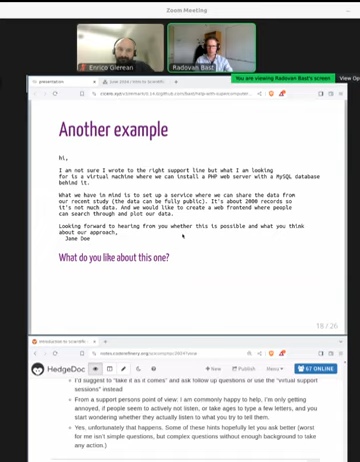 Zoom Meeting
Enrico Glerean
Radovan Bast
You are viewing Radovan Bast's screen
View Op
presentation
Another example
hi,
I am not sure I wrote to the right support line but what I am looking
for is a virtual machine where we can install a PHP web server with a MySQL database
behind it.
What we have in mind is to set up a service where we can share the data from
our recent study (the data can be fully public). It's about 2000 records so
it's not much data. And we would like to create a web frontend where people
can search through and plot our data.
Looking forward to hearing from you whether this is possible and what you think
about our approach,
Jane Doe
What do you like about this one?
18 / 26
HedgeDoc
+ New
Publish
Menu
67 ONLINE
I'd suggest to "take it as it comes" and ask follow up questions or use the "virtual support
sessions" instead
From a support persons point of view: I am commonly happy to help, I'm only getting
annoyed, if people seem to actively not listen, or take ages to type a few letters, and you
start wondering whether they actually listen to what you try to tell them.
Yes, unfortunately that happens. Some of these hints hopefully let you ask better (worst
for me isn't simple questions, but complex questions without enough background to take
any action.)